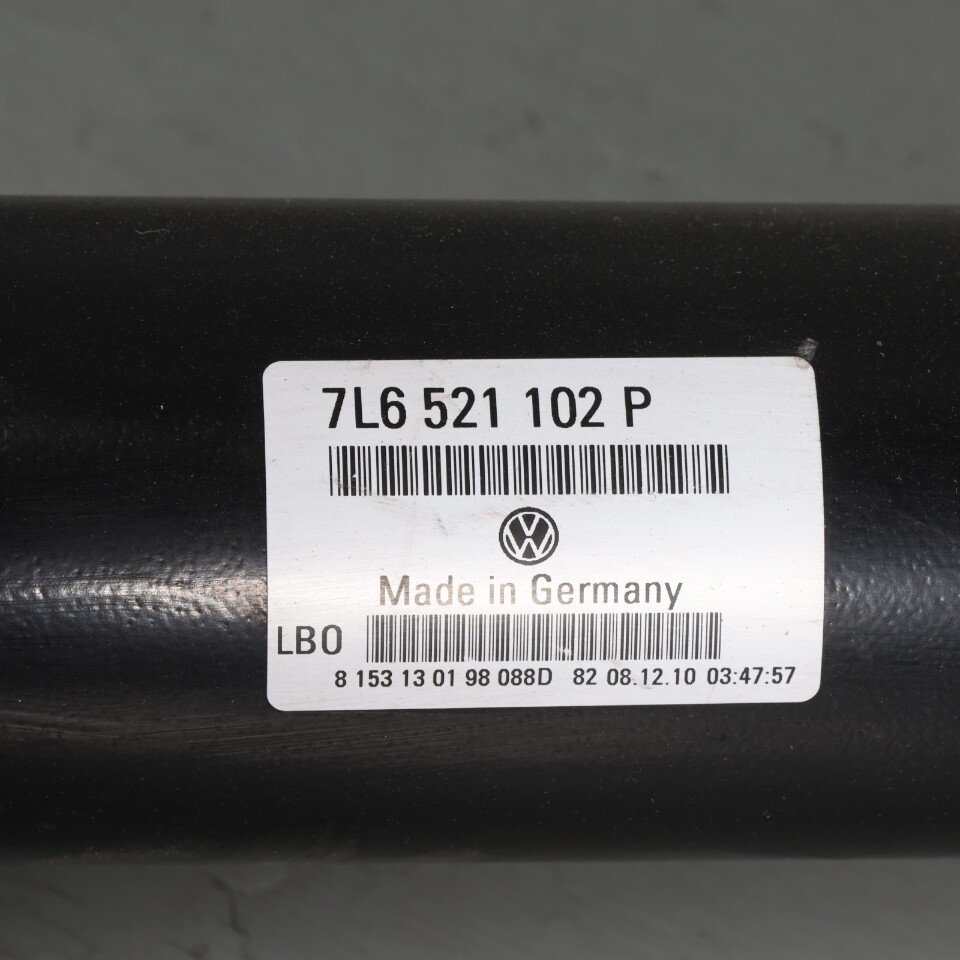 7L6 521 102 P
Made in Germany
LBO
8 153 13 01 98 088D 82 08.12.10 03:47:57